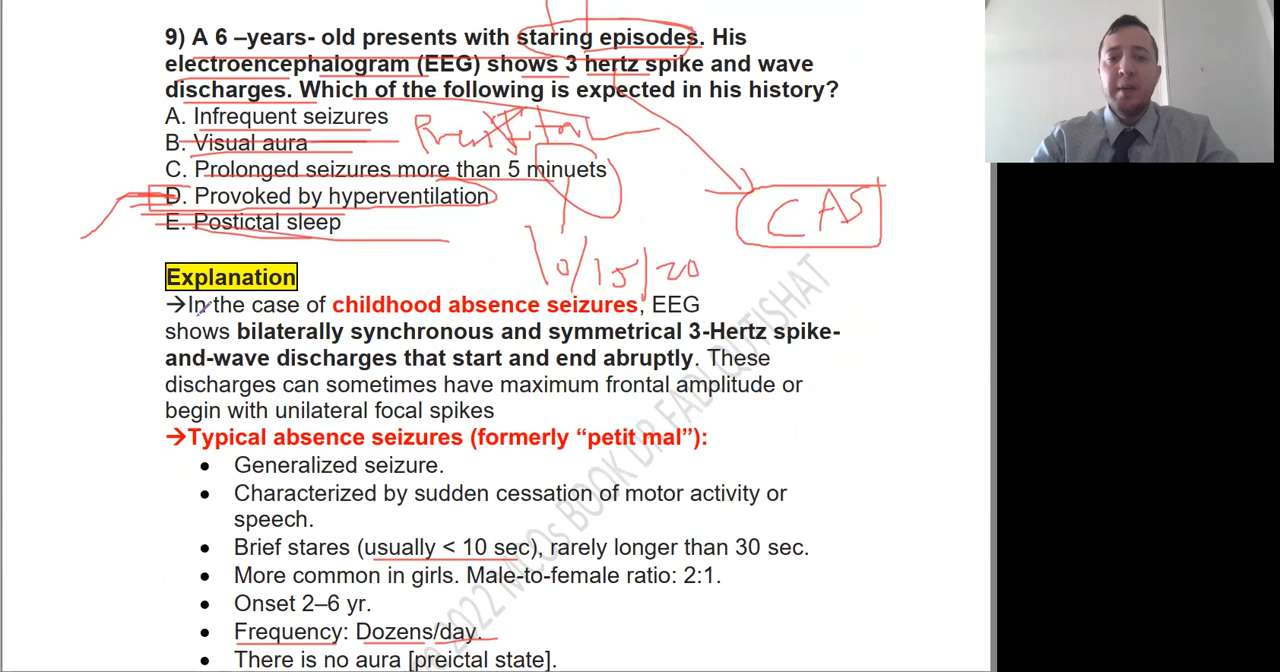 9) A 6 –years- old presents with staring episodes. His
electroencephalogram (EEG) shows 3 hertz spike and wave
discharges. Which of the following is expected in his history?
A. Infrequent seizures
B. Visual aura
C. Prolonged seizures more than 5 minuets
D. Provoked by hyperventilation
E. Postictal sleep
CAS
10/15/20
Explanation
→In the case of childhood absence seizures, EEG
shows bilaterally synchronous and symmetrical 3-Hertz spike-
and-wave discharges that start and end abruptly. These
discharges can sometimes have maximum frontal amplitude or
begin with unilateral focal spikes
→Typical absence seizures (formerly “petit mal”):
• Generalized seizure.
• Characterized by sudden cessation of motor activity or
speech.
• Brief stares (usually < 10 sec), rarely longer than 30 sec.
• More common in girls. Male-to-female ratio: 2:1.
• Onset 2–6 yr.
• Frequency: Dozens/day.
• There is no aura [preictal state].
2022 MCQs BOOK DR FADI QUTISHAT